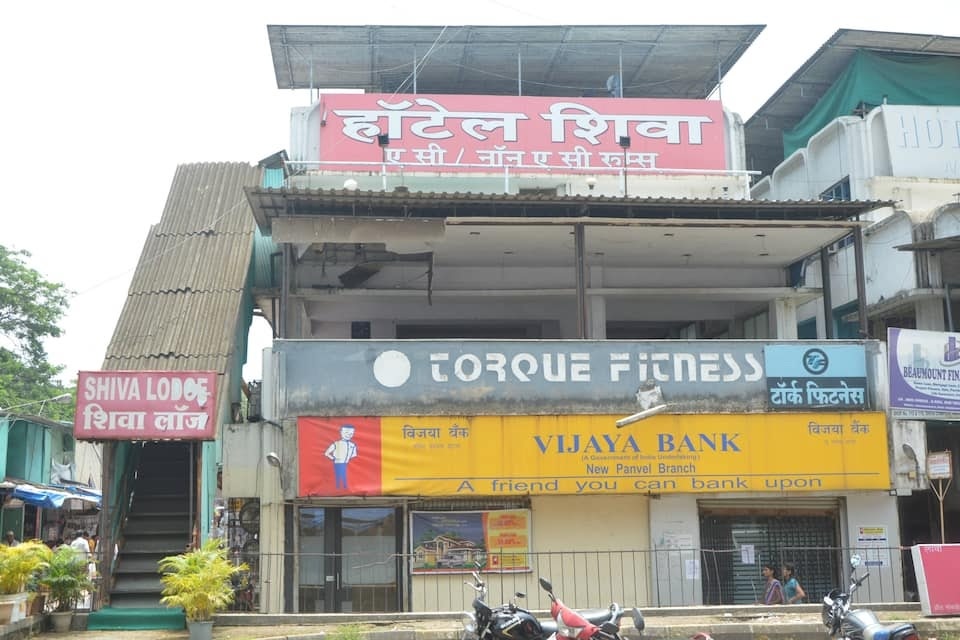 हॉटेल शिवा
ए सी / नॉन ए सी रुम्स
HOT
TORQUE FITNESS
टॉर्क फिटनेस
SHIVA LODGE
शिवा लॉज
BEAUMOUNT FIN
विजया बँक
VIJAYA BANK
(A Government of India Undertaking)
New Panvel Branch
A friend you can bank upon
विजया बैंक